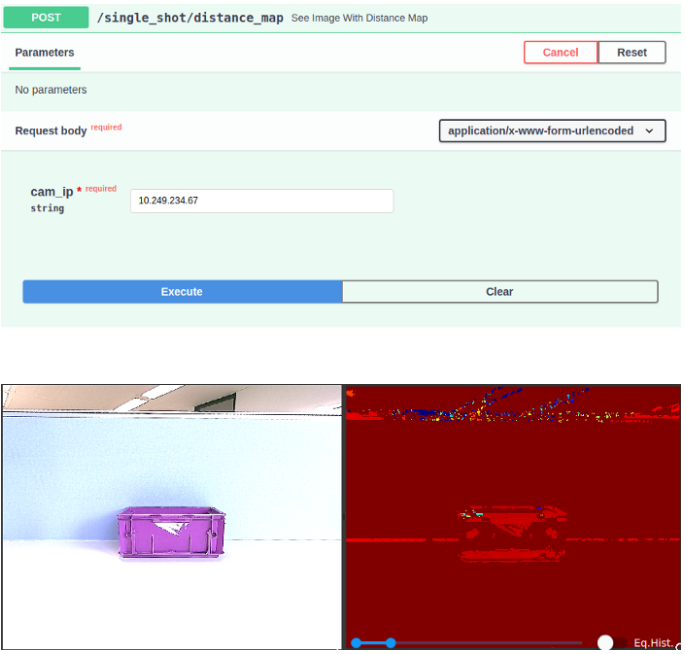 POST /single_shot/distance_map See Image With Distance Map
Parameters Cancel Reset
No parameters
Request body required application/x-www-form-urlencoded
cam_ip * required 10.249.234.67
string
Execute Clear
Eq.Hist.